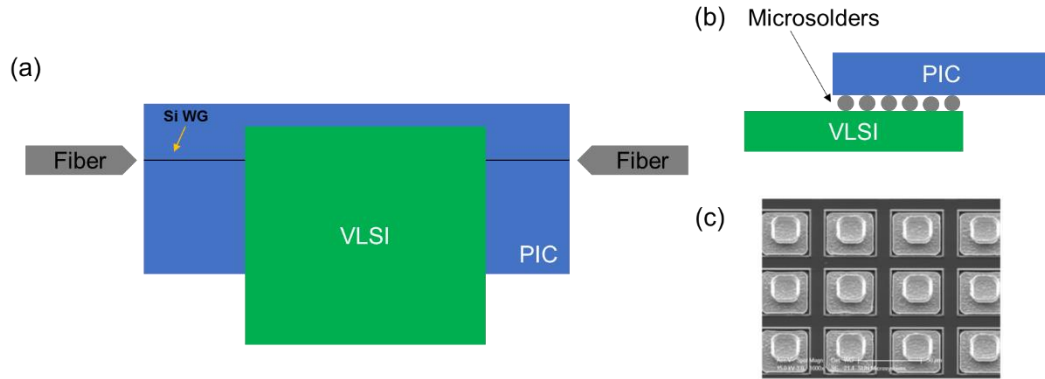 (a)
Si WG
Fiber
Fiber
VLSI
PIC
(b)
Microsolders
PIC
VLSI
(c)